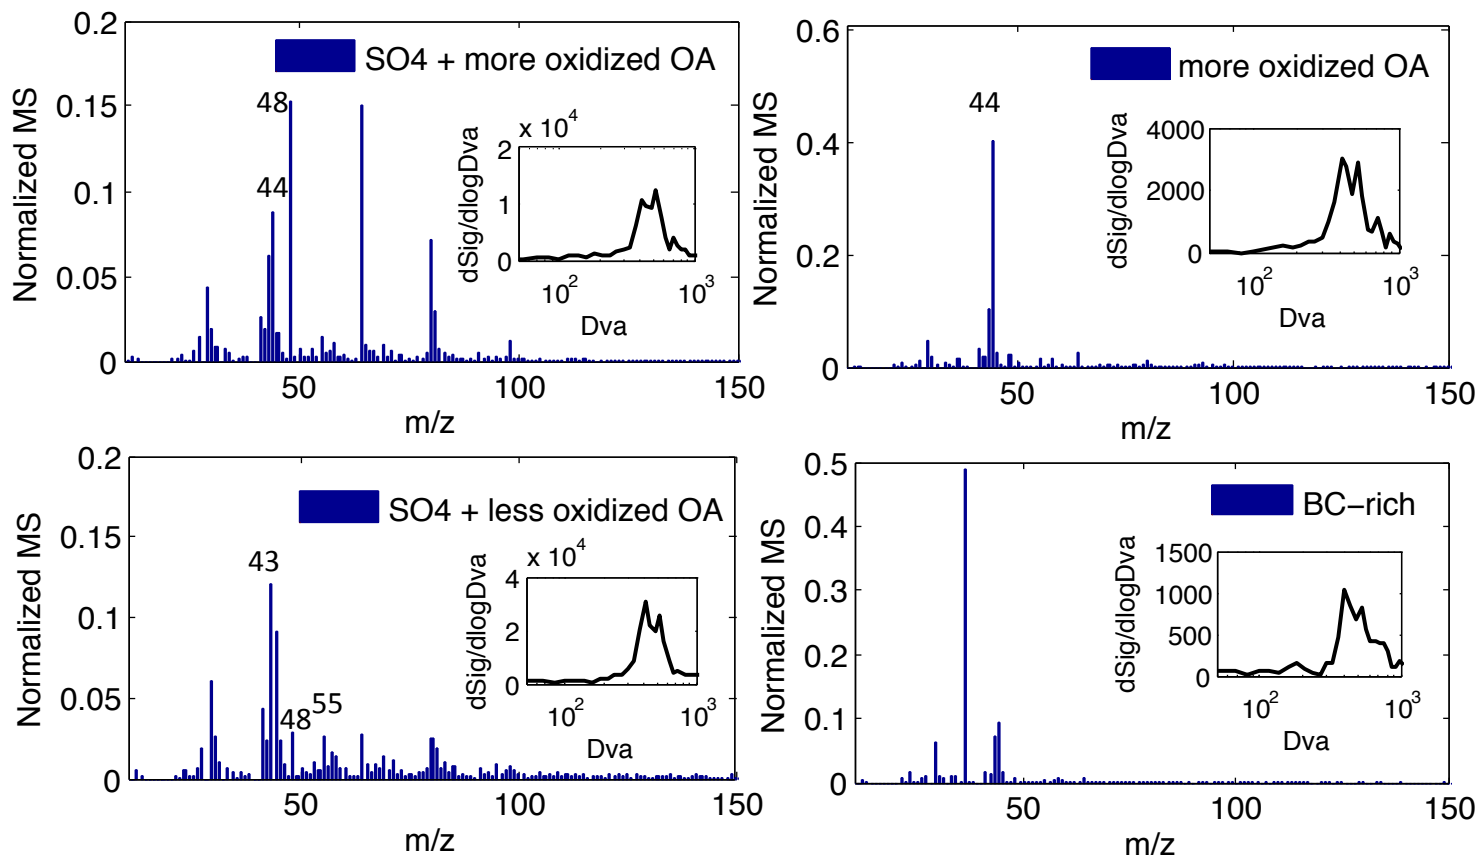 0.2
0.15
0.1
0.05
0
Normalized MS
SO4 + more oxidized OA
48
44
50
100
150
m/z
x 10^4
2
1
0
dSig/dlogDva
10^2
10^3
Dva
0.6
0.4
0.2
0
Normalized MS
more oxidized OA
44
50
100
150
m/z
4000
2000
0
dSig/dlogDva
10^2
10^3
Dva
0.2
0.15
0.1
0.05
0
Normalized MS
SO4 + less oxidized OA
43
48
55
50
100
150
m/z
x 10^4
4
2
0
dSig/dlogDva
10^2
10^3
Dva
0.5
0.4
0.3
0.2
0.1
0
Normalized MS
BC−rich
50
100
150
m/z
1500
1000
500
0
dSig/dlogDva
10^2
10^3
Dva